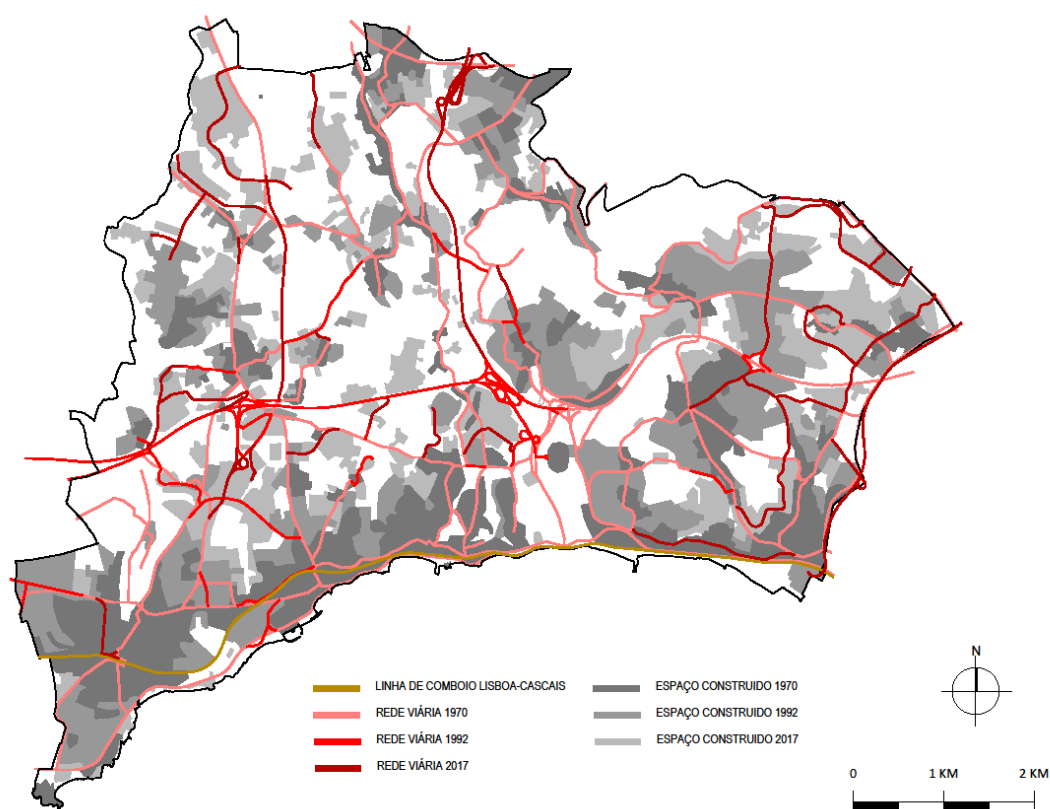 LINHA DE COMBOIO LISBOA-CASCAIS
REDE VIÁRIA 1970
REDE VIÁRIA 1992
REDE VIÁRIA 2017
ESPAÇO CONSTRUIDO 1970
ESPAÇO CONSTRUIDO 1992
ESPAÇO CONSTRUIDO 2017
N
0 1 KM 2 KM